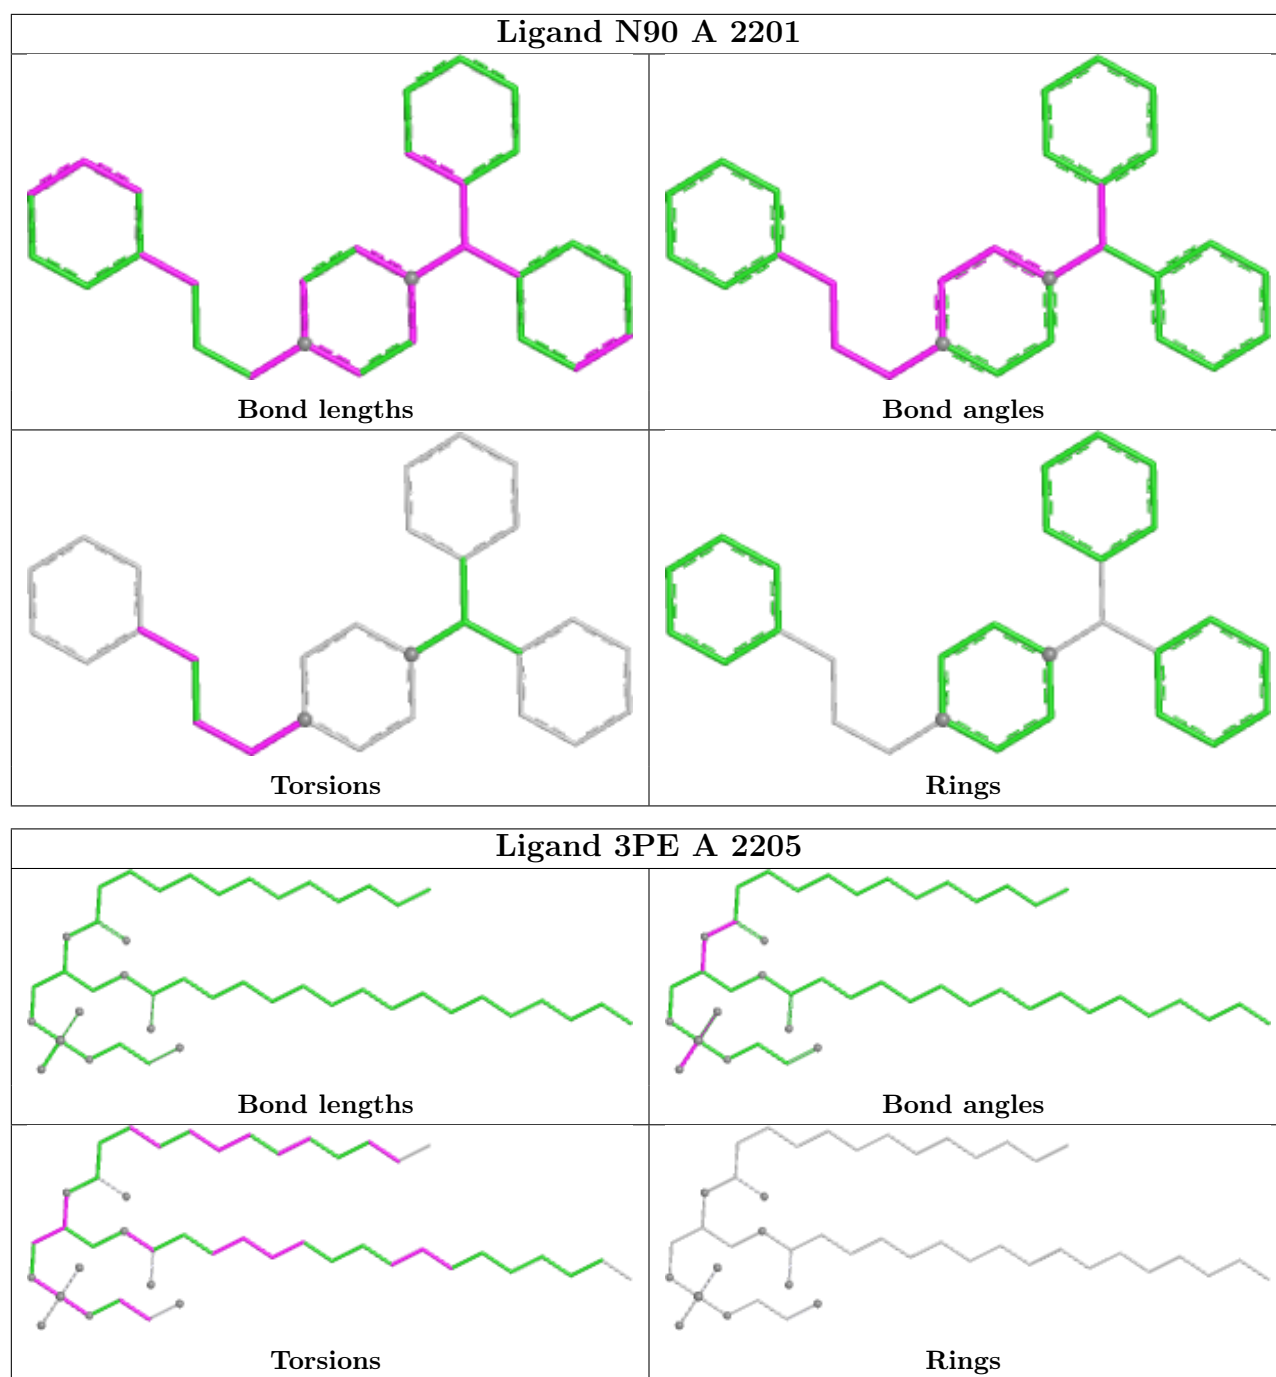 Ligand N90 A 2201
Bond lengths
Bond angles
Torsions
Rings
Ligand 3PE A 2205
Bond lengths
Bond angles
Torsions
Rings